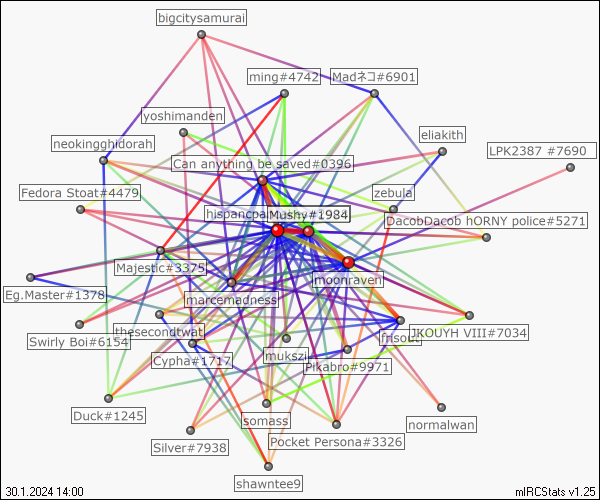 bigcitysamurai
ming#4742
Madネコ#6901
yoshimanden
eliakith
neokingghidorah
LPK2387 #7690
Can anything be saved#0396
Fedora Stoat#4479
zebula
hispancpa
Mushy#1984
DacobDacob hORNY police#5271
Majestic#3375
moonraven
Eg.Master#1378
marcemadness
thesecondtwat
JKOUYH VIII#7034
Swirly Boi#6154
frisout
mukszil
Cypha#1717
Pikabro#9971
Duck#1245
somass
normalwan
Silver#7938
Pocket Persona#3326
shawntee9
30.1.2024 14:00
mIRCStats v1.25